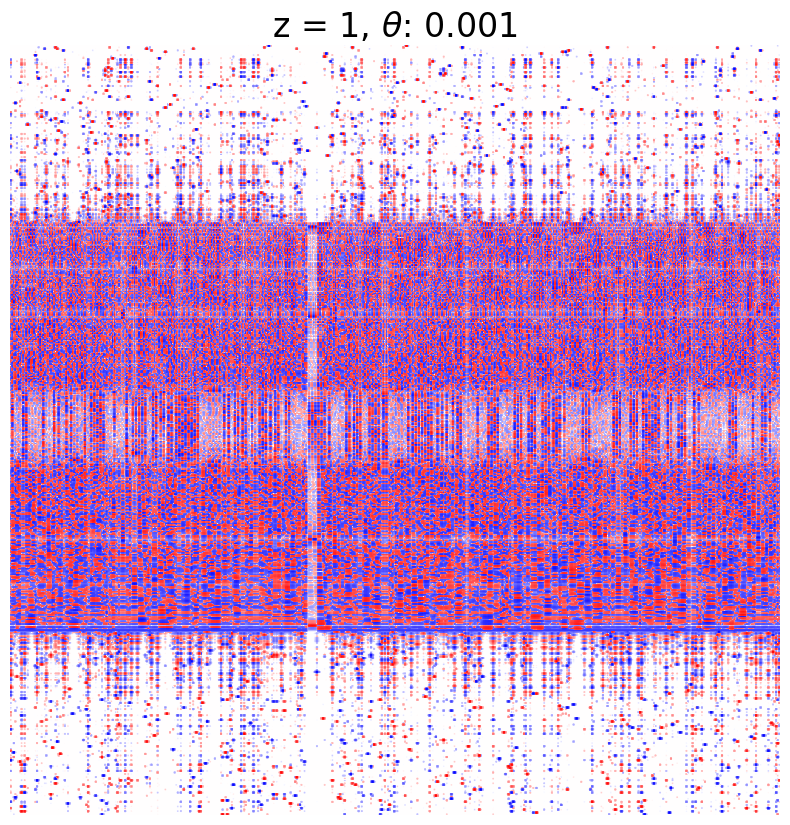 z = 1, θ: 0.001